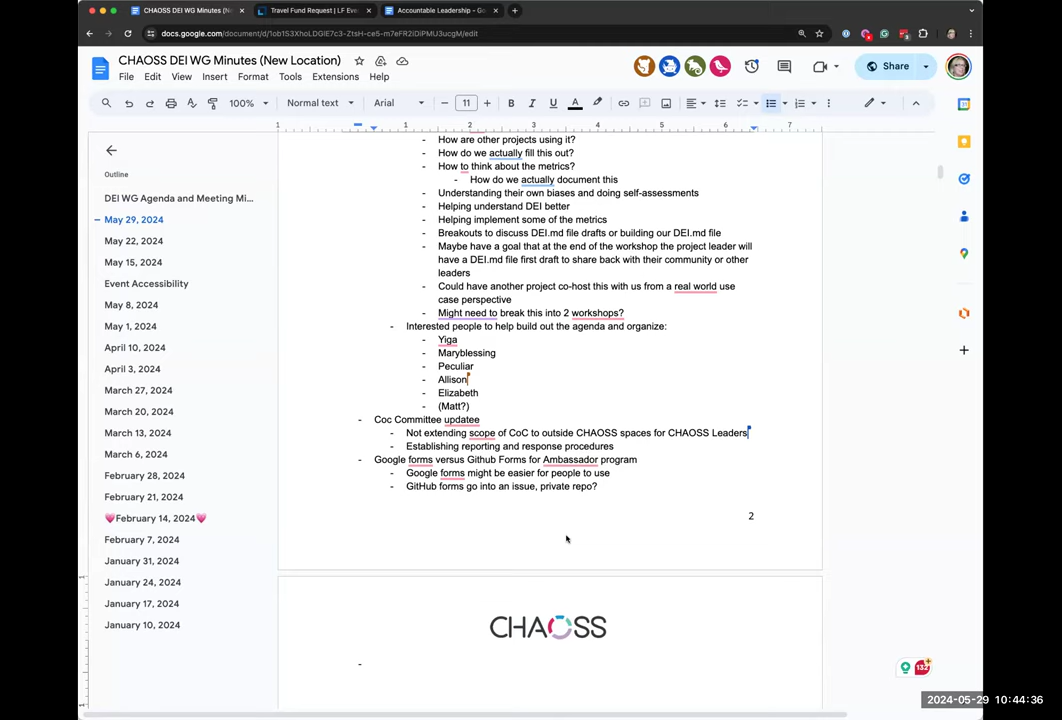 CHAOSS DEI WG Minutes (Ne
Travel Fund Request | LF Eve
Accountable Leadership - Go
docs.google.com/document/d/1ob1S3XhoLDGIE7c3-ZtsH-ce5-m7eFR2iDiPMU3ucgM/edit
CHAOSS DEI WG Minutes (New Location)
File Edit View Insert Format Tools Extensions Help
Share
100% Normal text Arial 11
1 1 2 3 4 5 6 7
Outline
DEI WG Agenda and Meeting Mi...
May 29, 2024
May 22, 2024
May 15, 2024
Event Accessibility
May 8, 2024
May 1, 2024
April 10, 2024
April 3, 2024
March 27, 2024
March 20, 2024
March 13, 2024
March 6, 2024
February 28, 2024
February 21, 2024
💗February 14, 2024💗
February 7, 2024
January 31, 2024
January 24, 2024
January 17, 2024
January 10, 2024
- How are other projects using it?
- How do we actually fill this out?
- How to think about the metrics?
- How do we actually document this
- Understanding their own biases and doing self-assessments
- Helping understand DEI better
- Helping implement some of the metrics
- Breakouts to discuss DEI.md file drafts or building our DEI.md file
- Maybe have a goal that at the end of the workshop the project leader will
have a DEI.md file first draft to share back with their community or other
leaders
- Could have another project co-host this with us from a real world use
case perspective
- Might need to break this into 2 workshops?
- Interested people to help build out the agenda and organize:
- Yiga
- Maryblessing
- Peculiar
- Allison
- Elizabeth
- (Matt?)
- Coc Committee updatee
- Not extending scope of CoC to outside CHAOSS spaces for CHAOSS Leaders
- Establishing reporting and response procedures
- Google forms versus Github Forms for Ambassador program
- Google forms might be easier for people to use
- GitHub forms go into an issue, private repo?
2
CHAOSS
-
132
2024-05-29 10:44:36